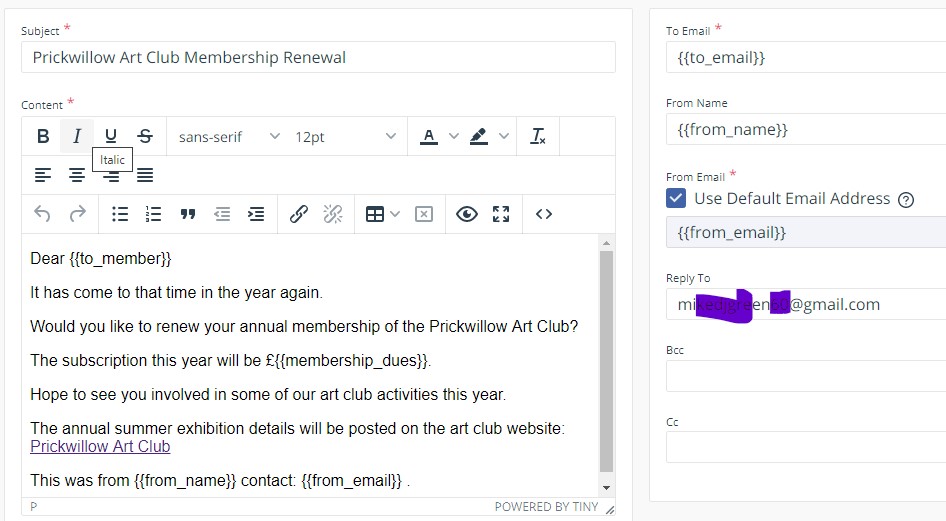 Subject *
Prickwillow Art Club Membership Renewal
Content *
B I U S sans-serif 12pt A
Italic
Dear {{to_member}}
It has come to that time in the year again.
Would you like to renew your annual membership of the Prickwillow Art Club?
The subscription this year will be £{{membership_dues}}.
Hope to see you involved in some of our art club activities this year.
The annual summer exhibition details will be posted on the art club website:
Prickwillow Art Club
This was from {{from_name}} contact: {{from_email}} .
P POWERED BY TINY
To Email *
{{to_email}}
From Name
{{from_name}}
From Email *
Use Default Email Address
{{from_email}}
Reply To
@gmail.com
Bcc
Cc